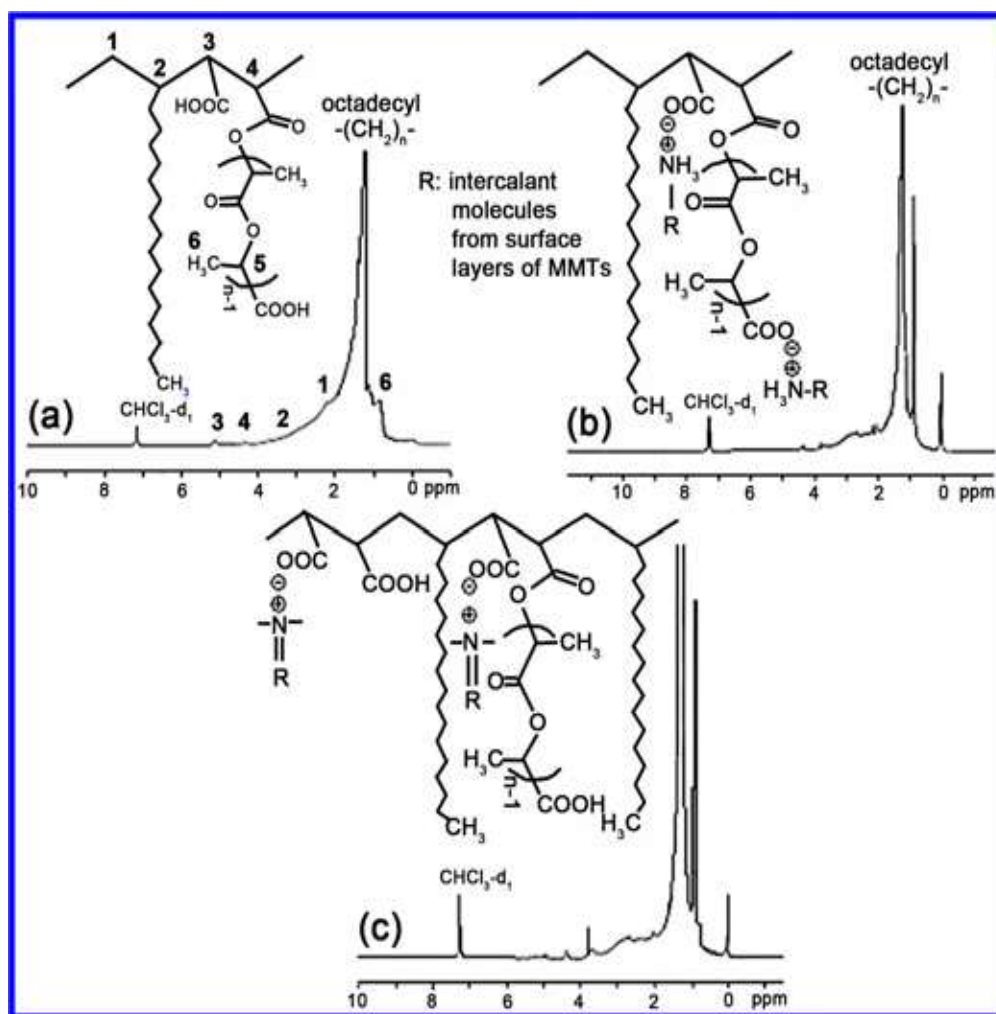 1
3
2
4
HOOC
O
O
CH₃
O
O
6
H₃C
5
n-1
COOH
CH₃
octadecyl
-(CH₂)ₙ-
(a)
CHCl₃-d₁
3
4
2
1
6
10
8
6
4
2
0 ppm
R: intercalant
molecules
from surface
layers of MMTs
octadecyl
-(CH₂)ₙ-
OOC
⊖
⊕
NH₃
R
O
O
CH₃
O
O
H₃C
n-1
COO
⊖
⊕
H₃N-R
CH₃
(b)
CHCl₃-d₁
10
8
6
4
2
0
ppm
OOC
⊖
⊕
N
R
COOH
OOC
⊖
⊕
N
R
O
O
CH₃
O
O
H₃C
n-1
COOH
CH₃
H₃C
CHCl₃-d₁
(c)
10
8
6
4
2
0
ppm